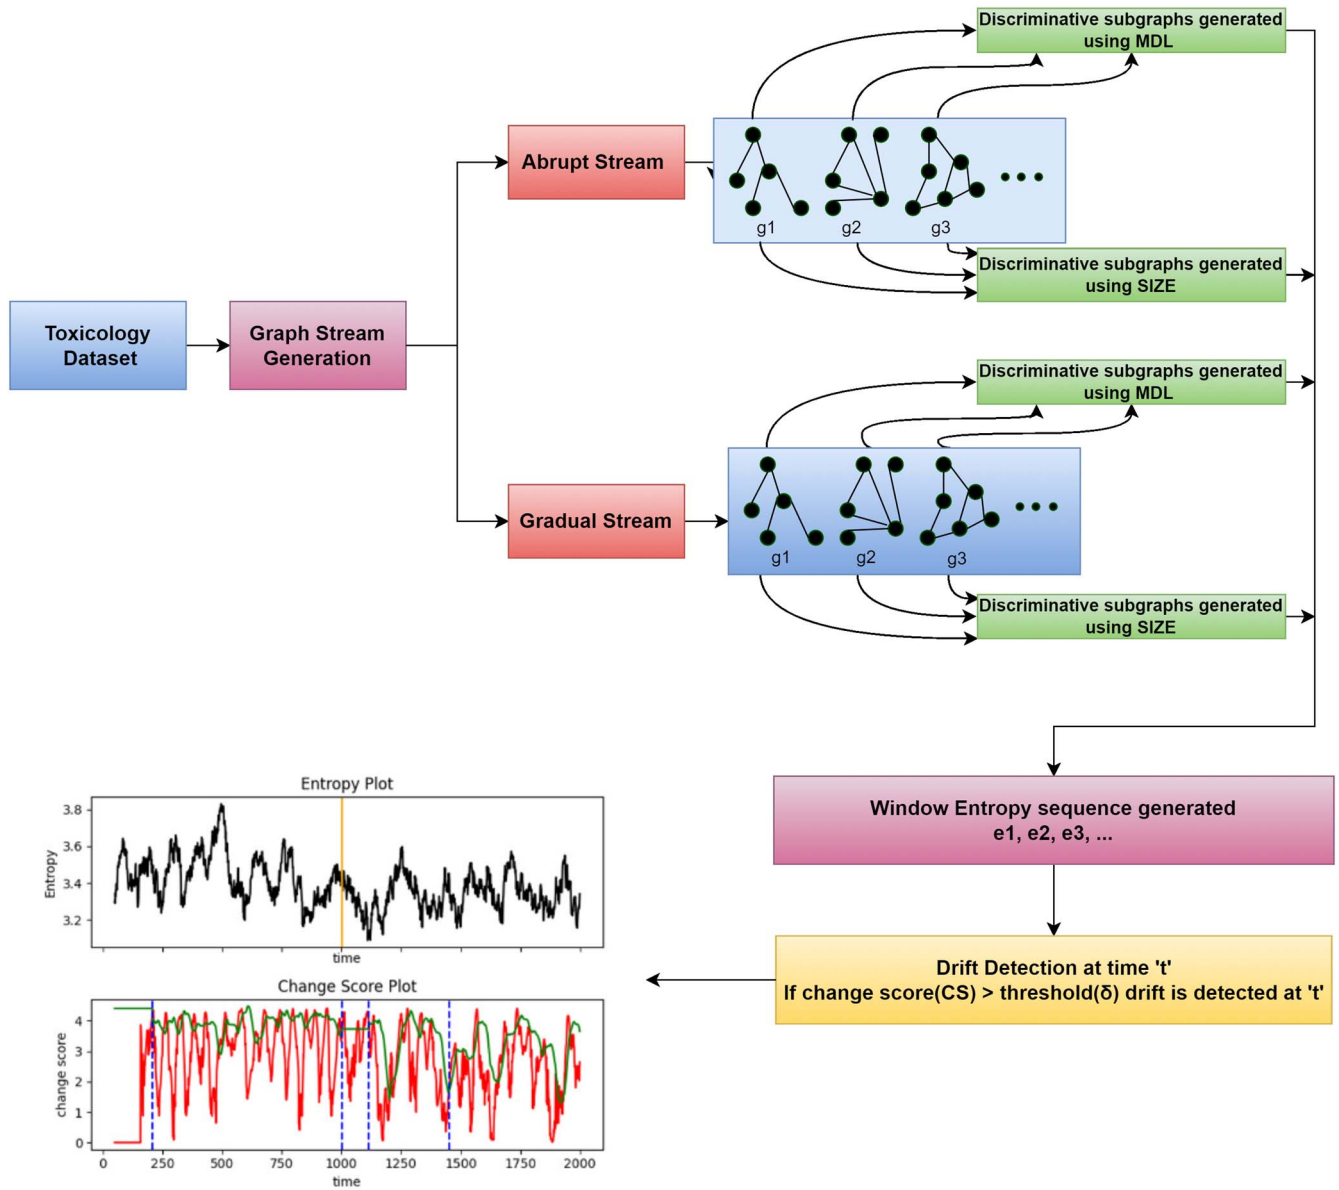 Discriminative subgraphs generated
using MDL
Abrupt Stream
g1
g2
g3
Discriminative subgraphs generated
using SIZE
Toxicology
Dataset
Graph Stream
Generation
Discriminative subgraphs generated
using MDL
Gradual Stream
g1
g2
g3
Discriminative subgraphs generated
using SIZE
Window Entropy sequence generated
e1, e2, e3, ...
Drift Detection at time 't'
If change score(CS) > threshold(δ) drift is detected at 't'
Entropy Plot
Entropy
3.8
3.6
3.4
3.2
time
Change Score Plot
change score
4
3
2
1
0
0 250 500 750 1000 1250 1500 1750 2000
time